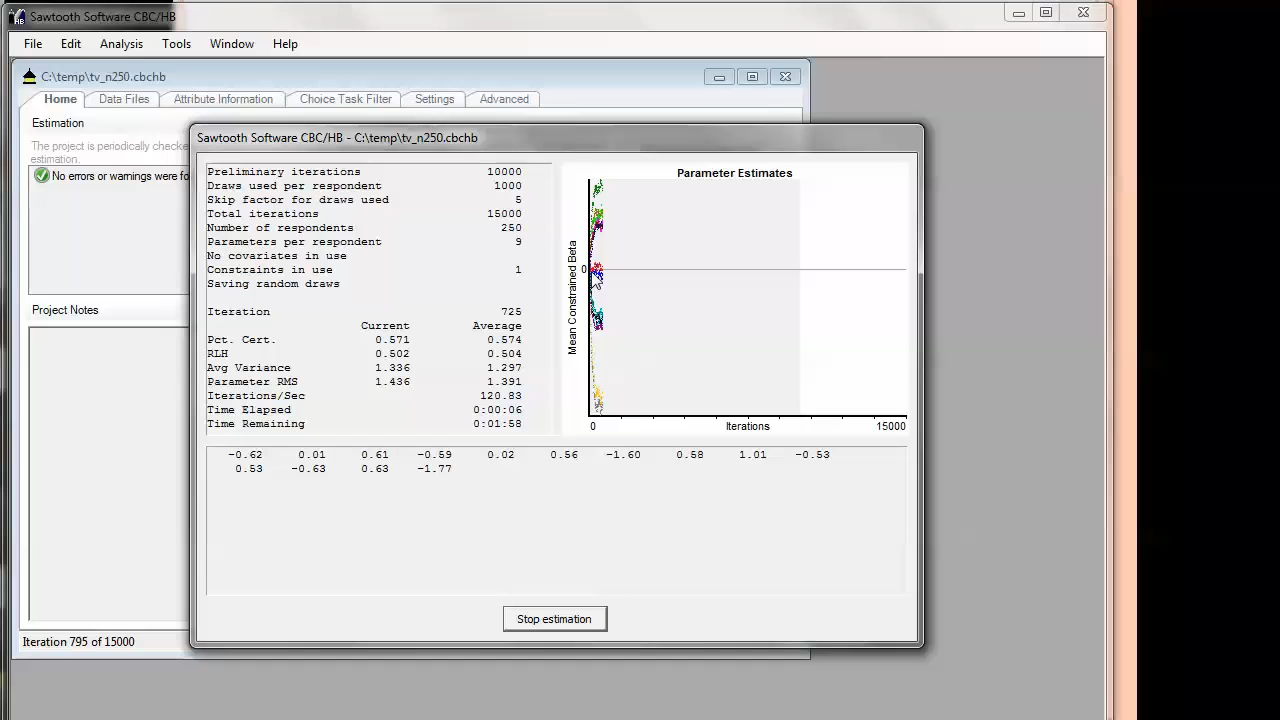 Sawtooth Software CBC/HB
File Edit Analysis Tools Window Help
C:\temp\tv_n250.cbchb
Home Data Files Attribute Information Choice Task Filter Settings Advanced
Estimation
The project is periodically checke
estimation.
No errors or warnings were fo
Project Notes
Iteration 795 of 15000
Sawtooth Software CBC/HB - C:\temp\tv_n250.cbchb
Preliminary iterations 10000
Draws used per respondent 1000
Skip factor for draws used 5
Total iterations 15000
Number of respondents 250
Parameters per respondent 9
No covariates in use
Constraints in use 1
Saving random draws
Iteration 725
Current Average
Pct. Cert. 0.571 0.574
RLH 0.502 0.504
Avg Variance 1.336 1.297
Parameter RMS 1.436 1.391
Iterations/Sec 120.83
Time Elapsed 0:00:06
Time Remaining 0:01:58
Parameter Estimates
Mean Constrained Beta
0
0 Iterations 15000
-0.62 0.01 0.61 -0.59 0.02 0.56 -1.60 0.58 1.01 -0.53
0.53 -0.63 0.63 -1.77
Stop estimation